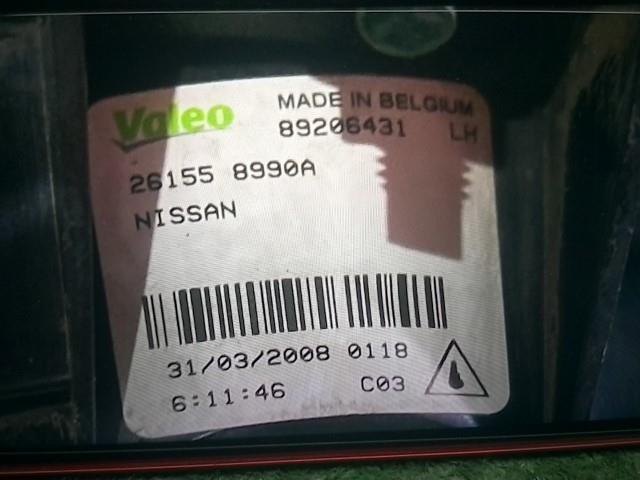 Valeo MADE IN BELGIUM
89206431 LH
26155 8990A
NISSAN
31/03/2008 0118
6:11:46 C03